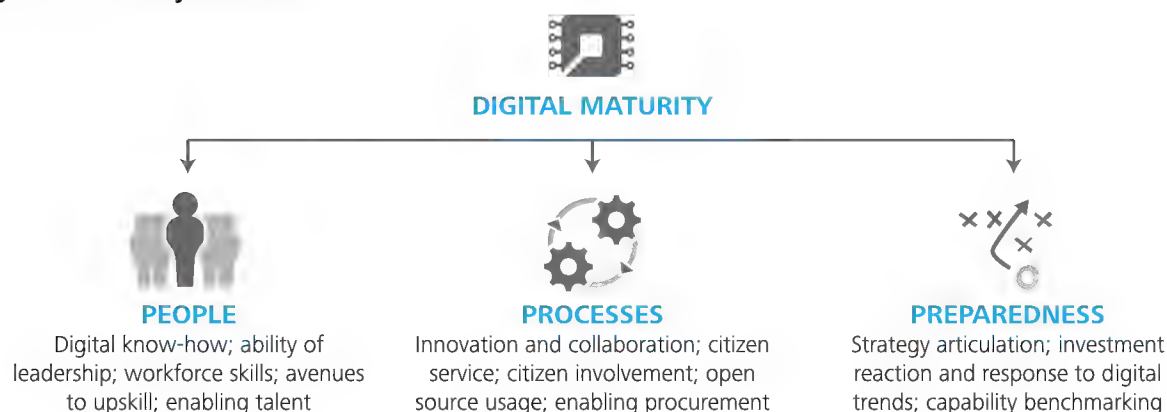 DIGITAL MATURITY
PEOPLE
Digital know-how; ability of
leadership; workforce skills; avenues
to upskill; enabling talent
PROCESSES
Innovation and collaboration; citizen
service; citizen involvement; open
source usage; enabling procurement
PREPAREDNESS
Strategy articulation; investment
reaction and response to digital
trends; capability benchmarking